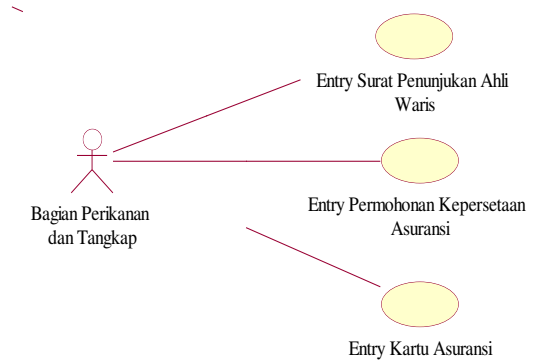 Entry Surat Penunjukan Ahli
Waris
Bagian Perikanan
dan Tangkap
Entry Permohonan Kepersetaan
Asuransi
Entry Kartu Asuransi